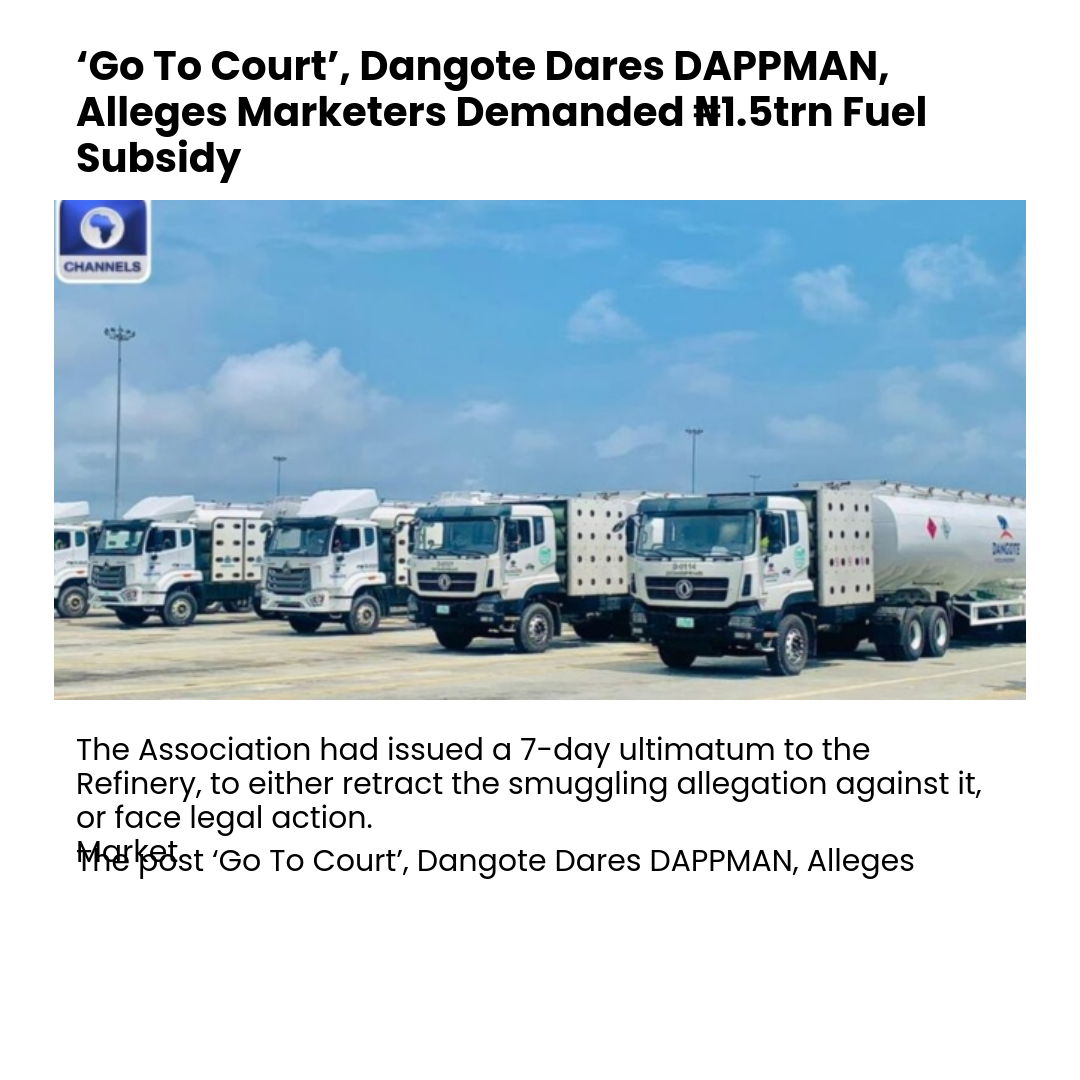 ‘Go To Court’, Dangote Dares DAPPMAN,
Alleges Marketers Demanded ₦1.5trn Fuel
Subsidy
CHANNELS
DANGOTE
The Association had issued a 7-day ultimatum to the
Refinery, to either retract the smuggling allegation against it,
or face legal action.
Market…
The post ‘Go To Court’, Dangote Dares DAPPMAN, Alleges